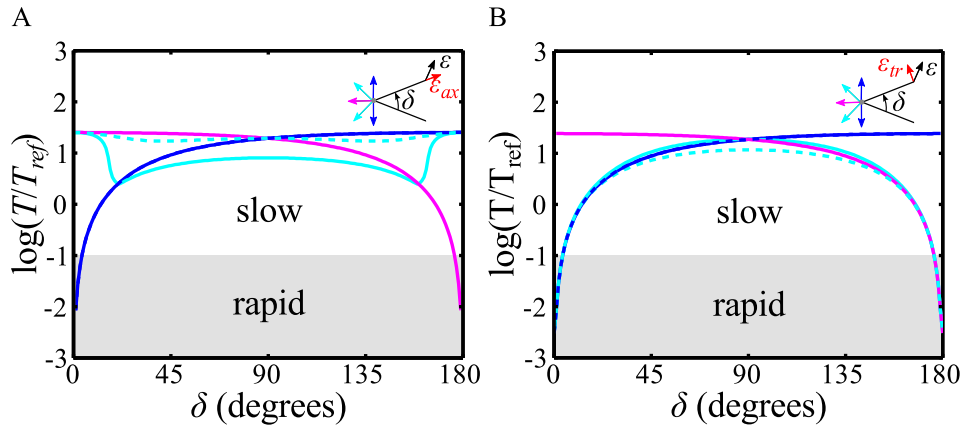 A
B
3
2
1
0
-1
-2
-3
log(T/T_ref)
ε
ε_ax
δ
slow
rapid
0
45
90
135
180
δ (degrees)
3
2
1
0
-1
-2
-3
log(T/T_ref)
ε_tr
ε
δ
slow
rapid
0
45
90
135
180
δ (degrees)